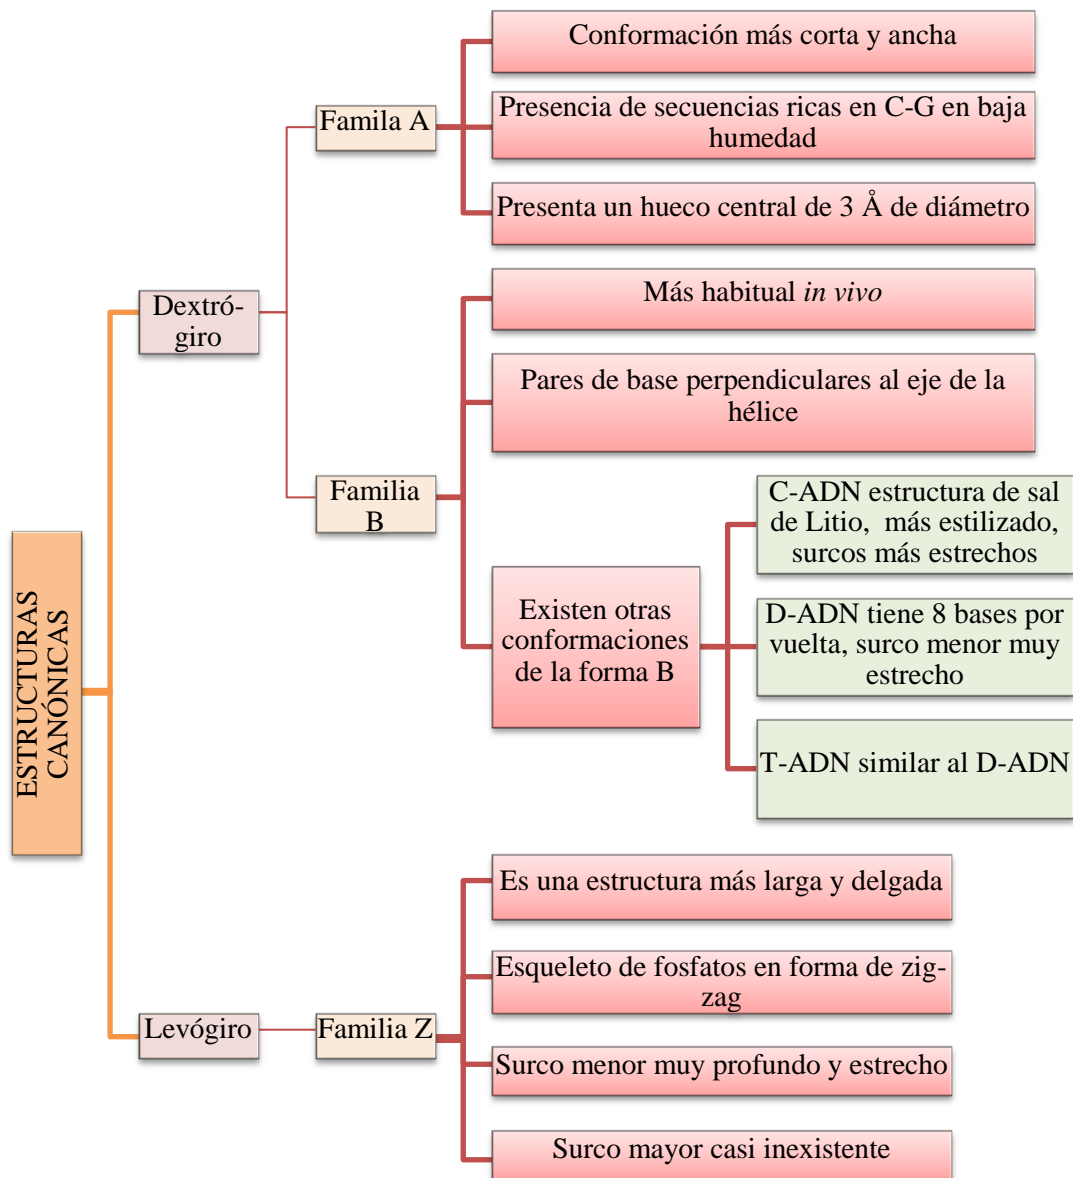 ESTRUCTURAS
CANÓNICAS
Dextró-
giro
Famila A
Conformación más corta y ancha
Presencia de secuencias ricas en C-G en baja
humedad
Presenta un hueco central de 3 Å de diámetro
Familia
B
Más habitual in vivo
Pares de base perpendiculares al eje de la
hélice
Existen otras
conformaciones
de la forma B
C-ADN estructura de sal
de Litio, más estilizado,
surcos más estrechos
D-ADN tiene 8 bases por
vuelta, surco menor muy
estrecho
T-ADN similar al D-ADN
Levógiro
Familia Z
Es una estructura más larga y delgada
Esqueleto de fosfatos en forma de zig-
zag
Surco menor muy profundo y estrecho
Surco mayor casi inexistente